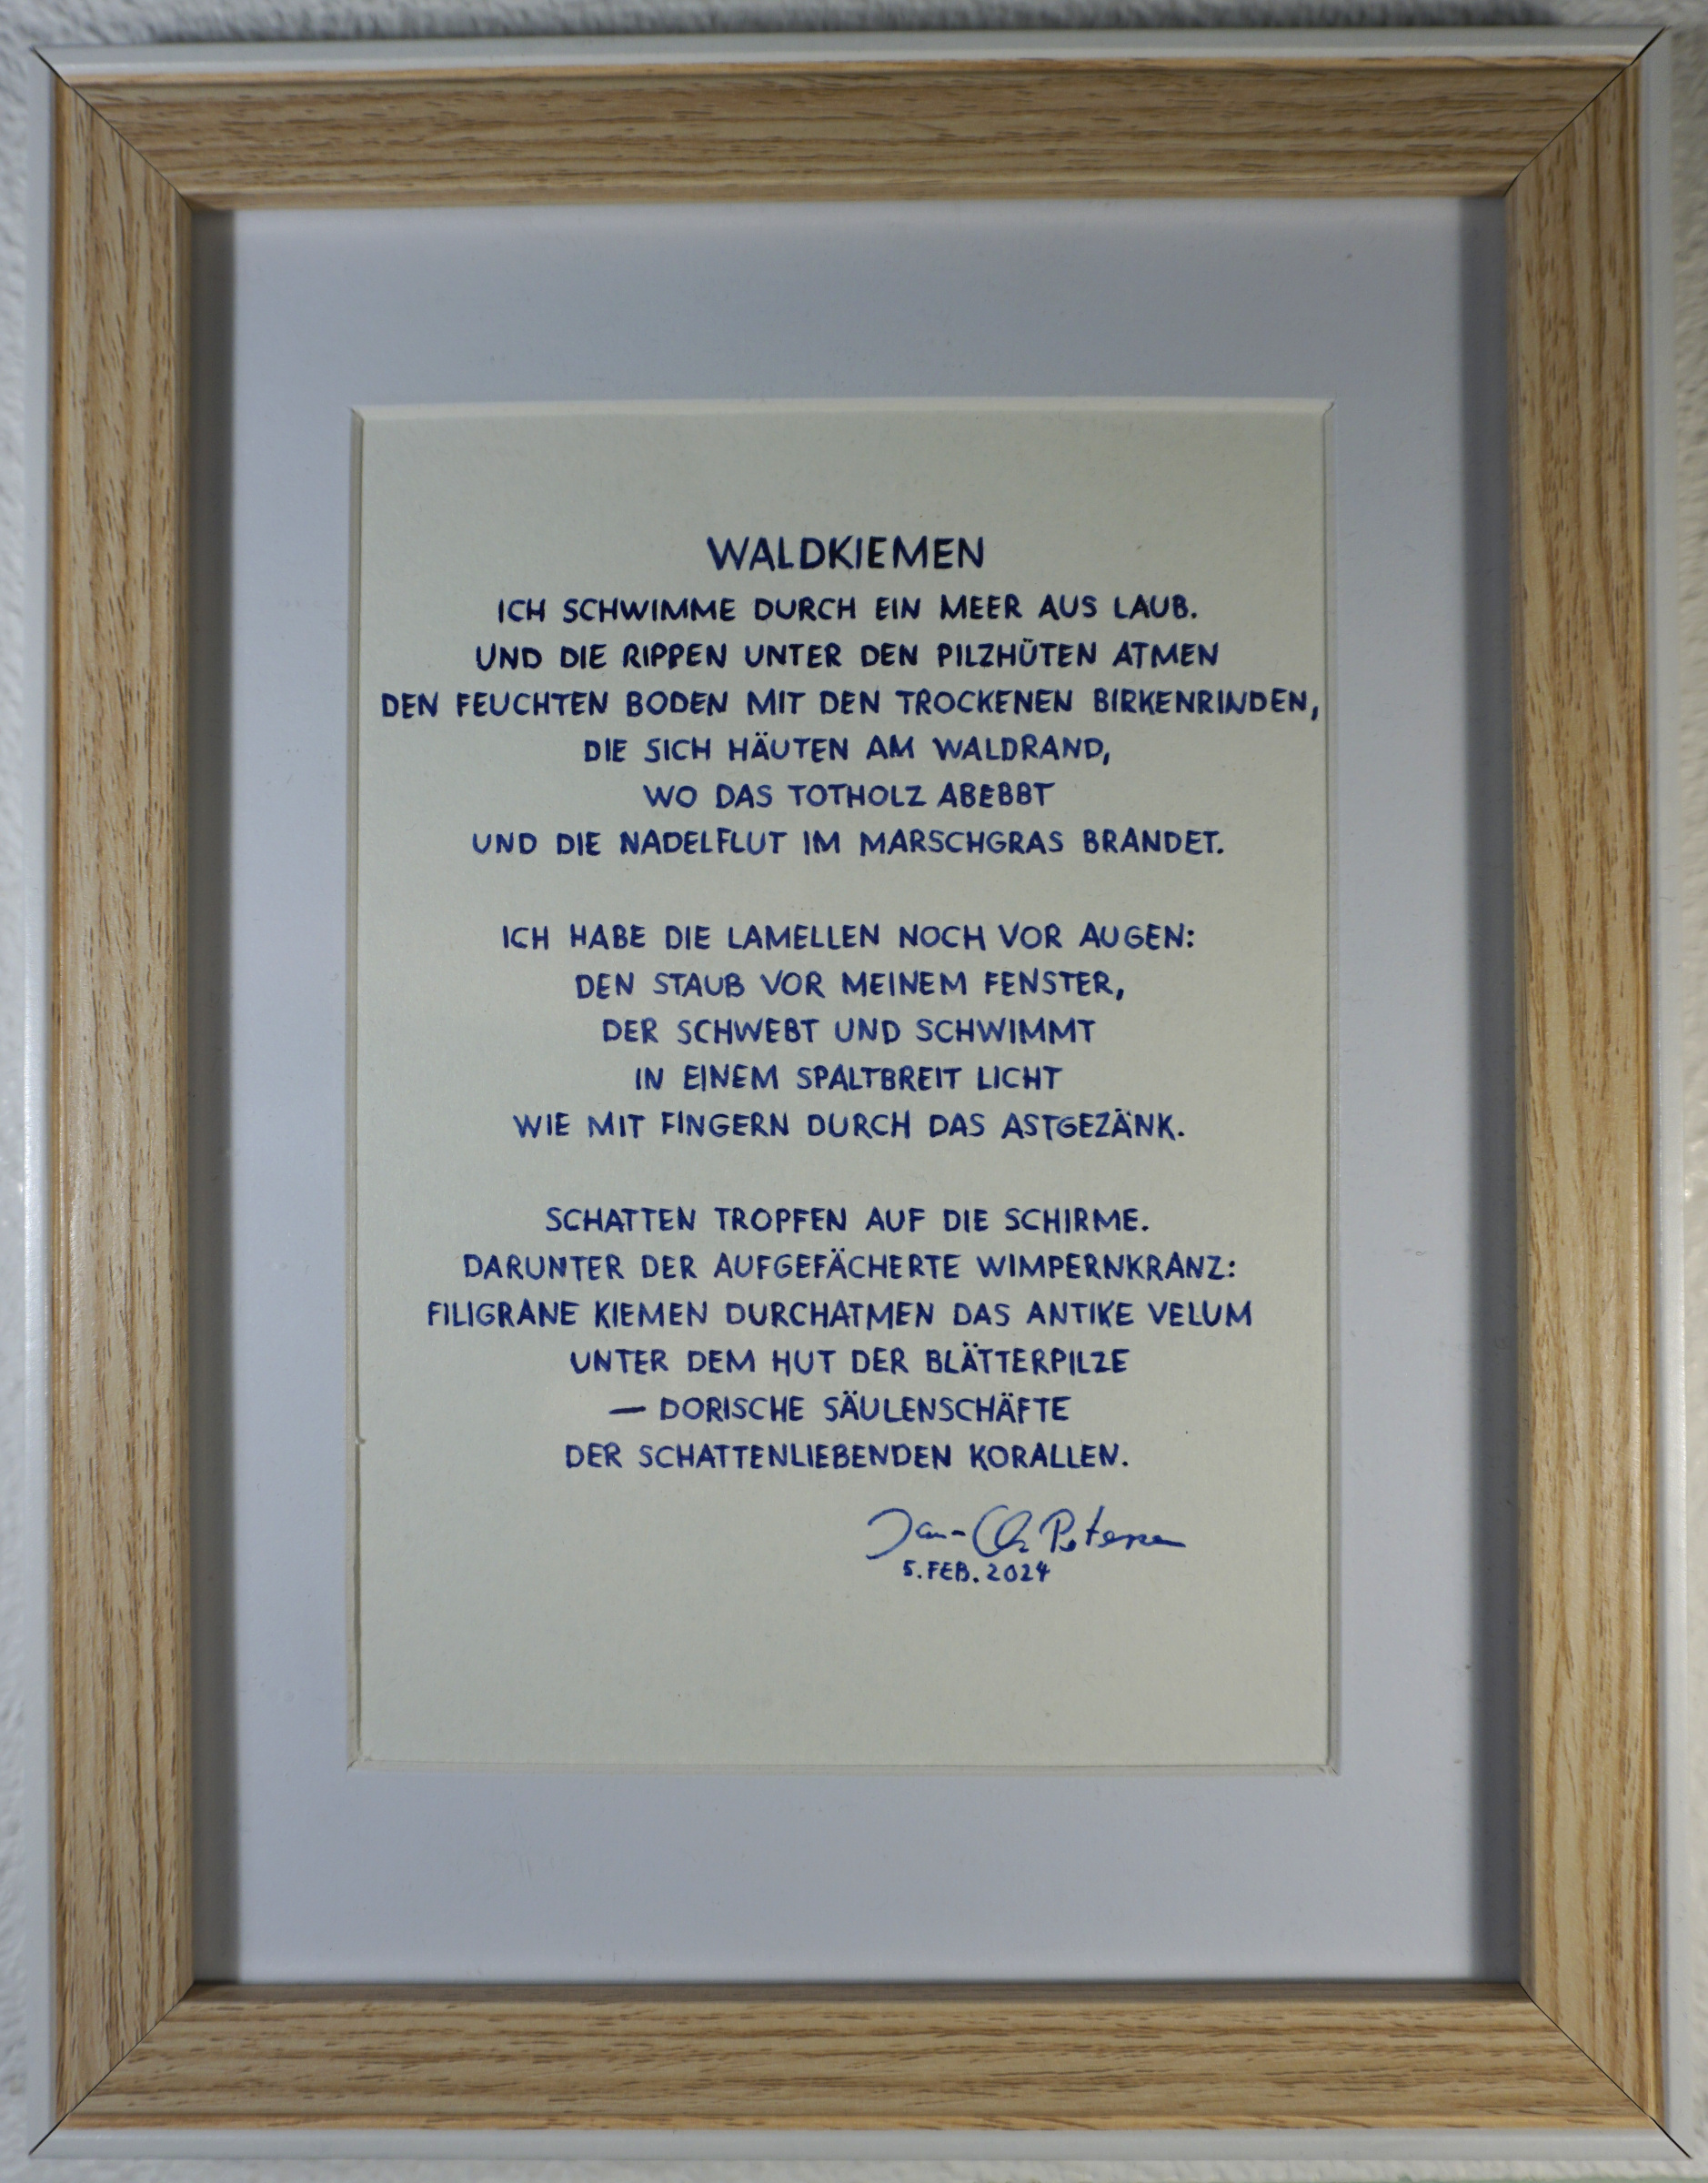 WALDKIEMEN
ICH SCHWIMME DURCH EIN MEER AUS LAUB.
UND DIE RIPPEN UNTER DEN PILZHÜTEN ATMEN
DEN FEUCHTEN BODEN MIT DEN TROCKENEN BIRKENRINDEN,
DIE SICH HÄUTEN AM WALDRAND,
WO DAS TOTHOLZ ABEBBT
UND DIE NADELFLUT IM MARSCHGRAS BRANDET.
ICH HABE DIE LAMELLEN NOCH VOR AUGEN:
DEN STAUB VOR MEINEM FENSTER,
DER SCHWEBT UND SCHWIMMT
IN EINEM SPALTBREIT LICHT
WIE MIT FINGERN DURCH DAS ASTGEZÄNK.
SCHATTEN TROPFEN AUF DIE SCHIRME.
DARUNTER DER AUFGEFÄCHERTE WIMPERNKRANZ:
FILIGRANE KIEMEN DURCHATMEN DAS ANTIKE VELUM
UNTER DEM HUT DER BLÄTTERPILZE
— DORISCHE SÄULENSCHÄFTE
DER SCHATTENLIEBENDEN KORALLEN.
Petersen
5. FEB. 2024